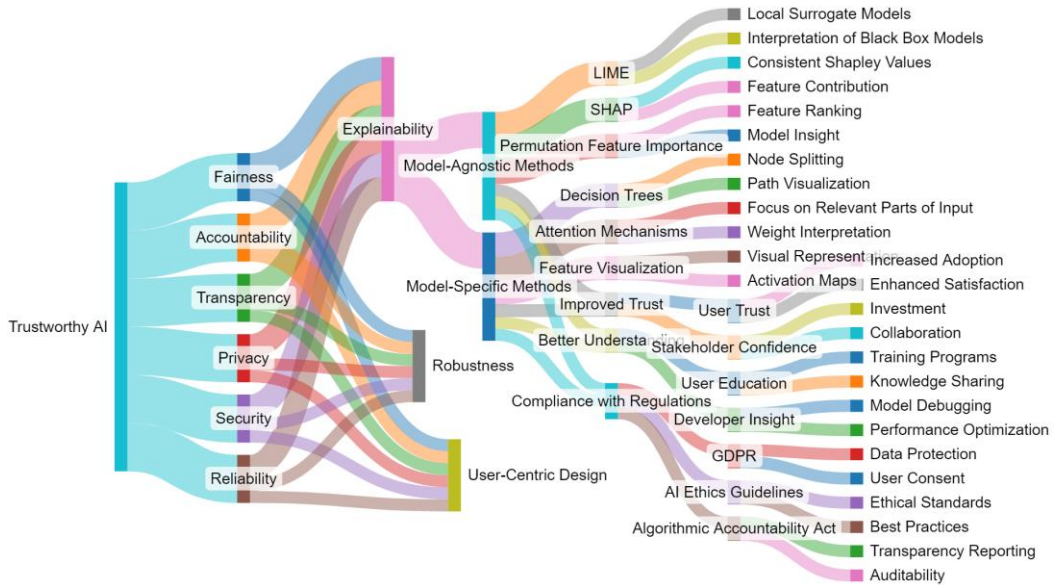 Trustworthy AI
Fairness
Accountability
Transparency
Privacy
Security
Reliability
Explainability
Robustness
User-Centric Design
Model-Agnostic Methods
Model-Specific Methods
LIME
SHAP
Permutation Feature Importance
Decision Trees
Attention Mechanisms
Feature Visualization
Improved Trust
Better Understanding
Compliance with Regulations
User Trust
Stakeholder Confidence
User Education
Developer Insight
GDPR
AI Ethics Guidelines
Algorithmic Accountability Act
Local Surrogate Models
Interpretation of Black Box Models
Consistent Shapley Values
Feature Contribution
Feature Ranking
Model Insight
Node Splitting
Path Visualization
Focus on Relevant Parts of Input
Weight Interpretation
Visual Representation
Increased Adoption
Activation Maps
Enhanced Satisfaction
Investment
Collaboration
Training Programs
Knowledge Sharing
Model Debugging
Performance Optimization
Data Protection
User Consent
Ethical Standards
Best Practices
Transparency Reporting
Auditability